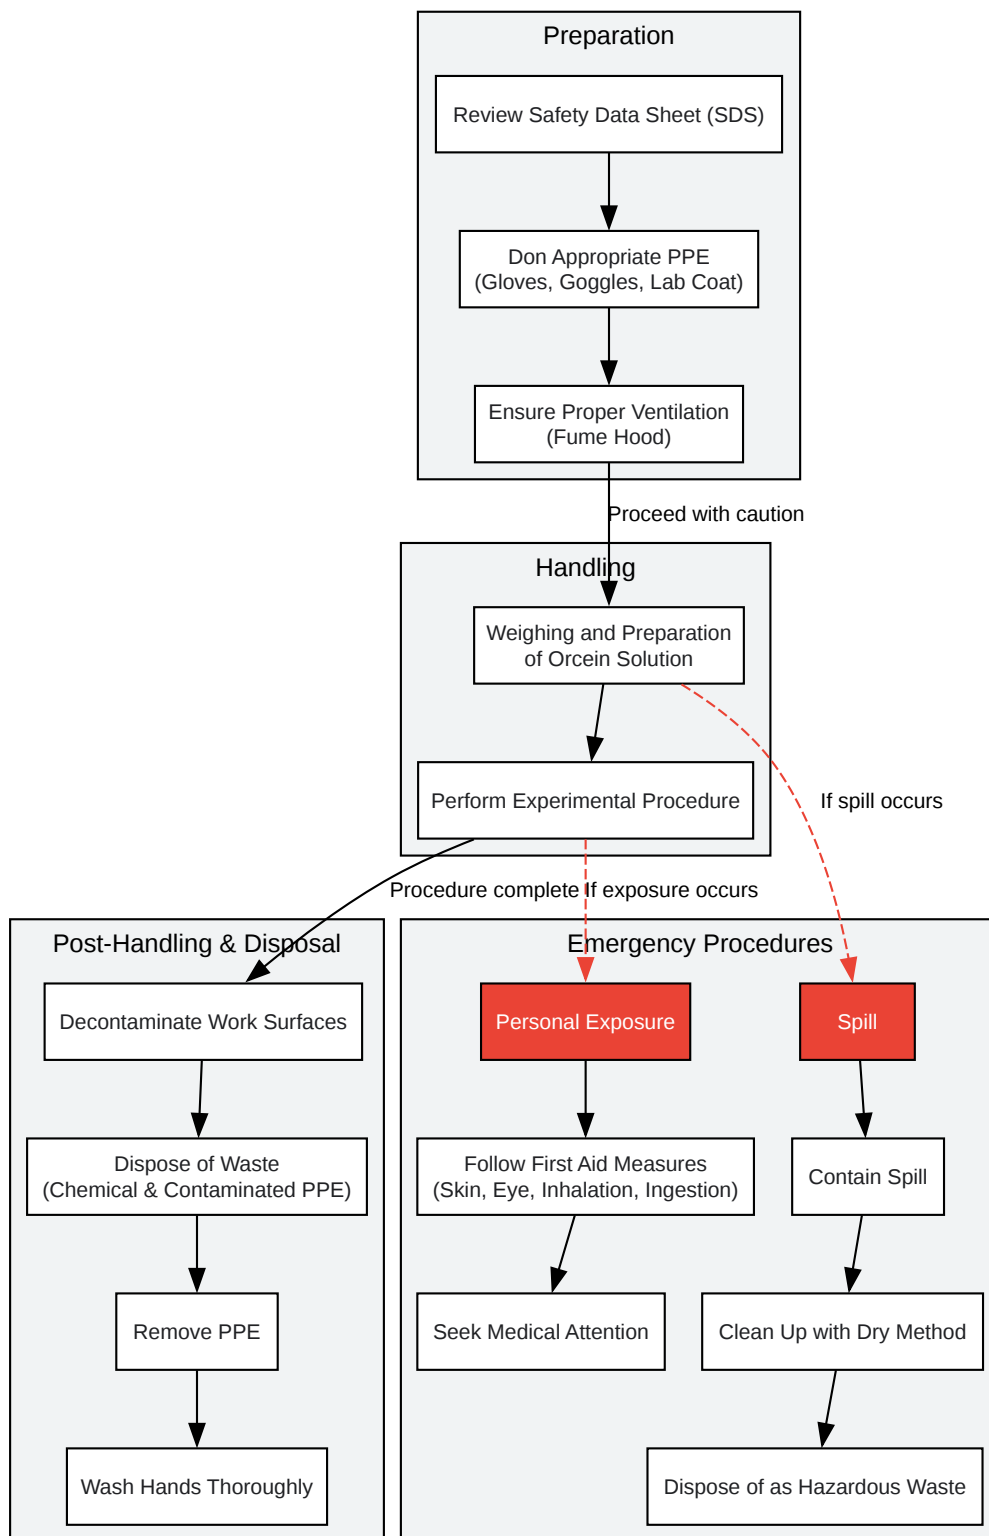 Preparation
Review Safety Data Sheet (SDS)
Don Appropriate PPE
(Gloves, Goggles, Lab Coat)
Ensure Proper Ventilation
(Fume Hood)
Proceed with caution
Handling
Weighing and Preparation
of Orcein Solution
Perform Experimental Procedure
If spill occurs
Procedure complete
If exposure occurs
Post-Handling & Disposal
Decontaminate Work Surfaces
Dispose of Waste
(Chemical & Contaminated PPE)
Remove PPE
Wash Hands Thoroughly
Emergency Procedures
Personal Exposure
Follow First Aid Measures
(Skin, Eye, Inhalation, Ingestion)
Seek Medical Attention
Spill
Contain Spill
Clean Up with Dry Method
Dispose of as Hazardous Waste